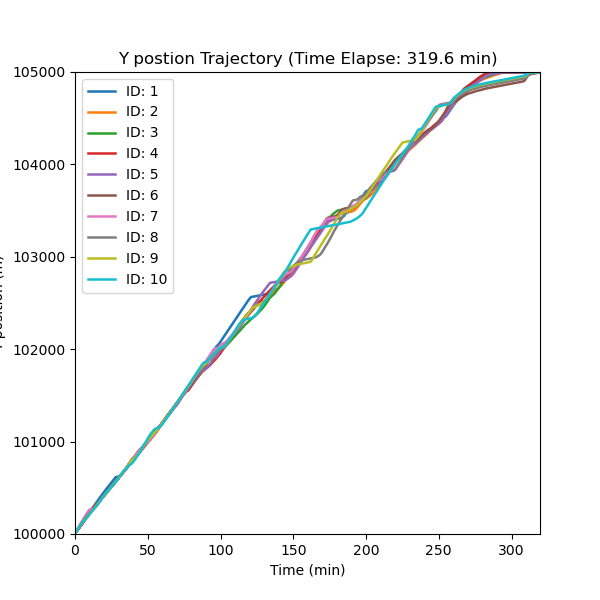 Y postion Trajectory (Time Elapse: 319.6 min)
105000
104000
103000
102000
101000
100000
ID: 1
ID: 2
ID: 3
ID: 4
ID: 5
ID: 6
ID: 7
ID: 8
ID: 9
ID: 10
0 50 100 150 200 250 300
Time (min)